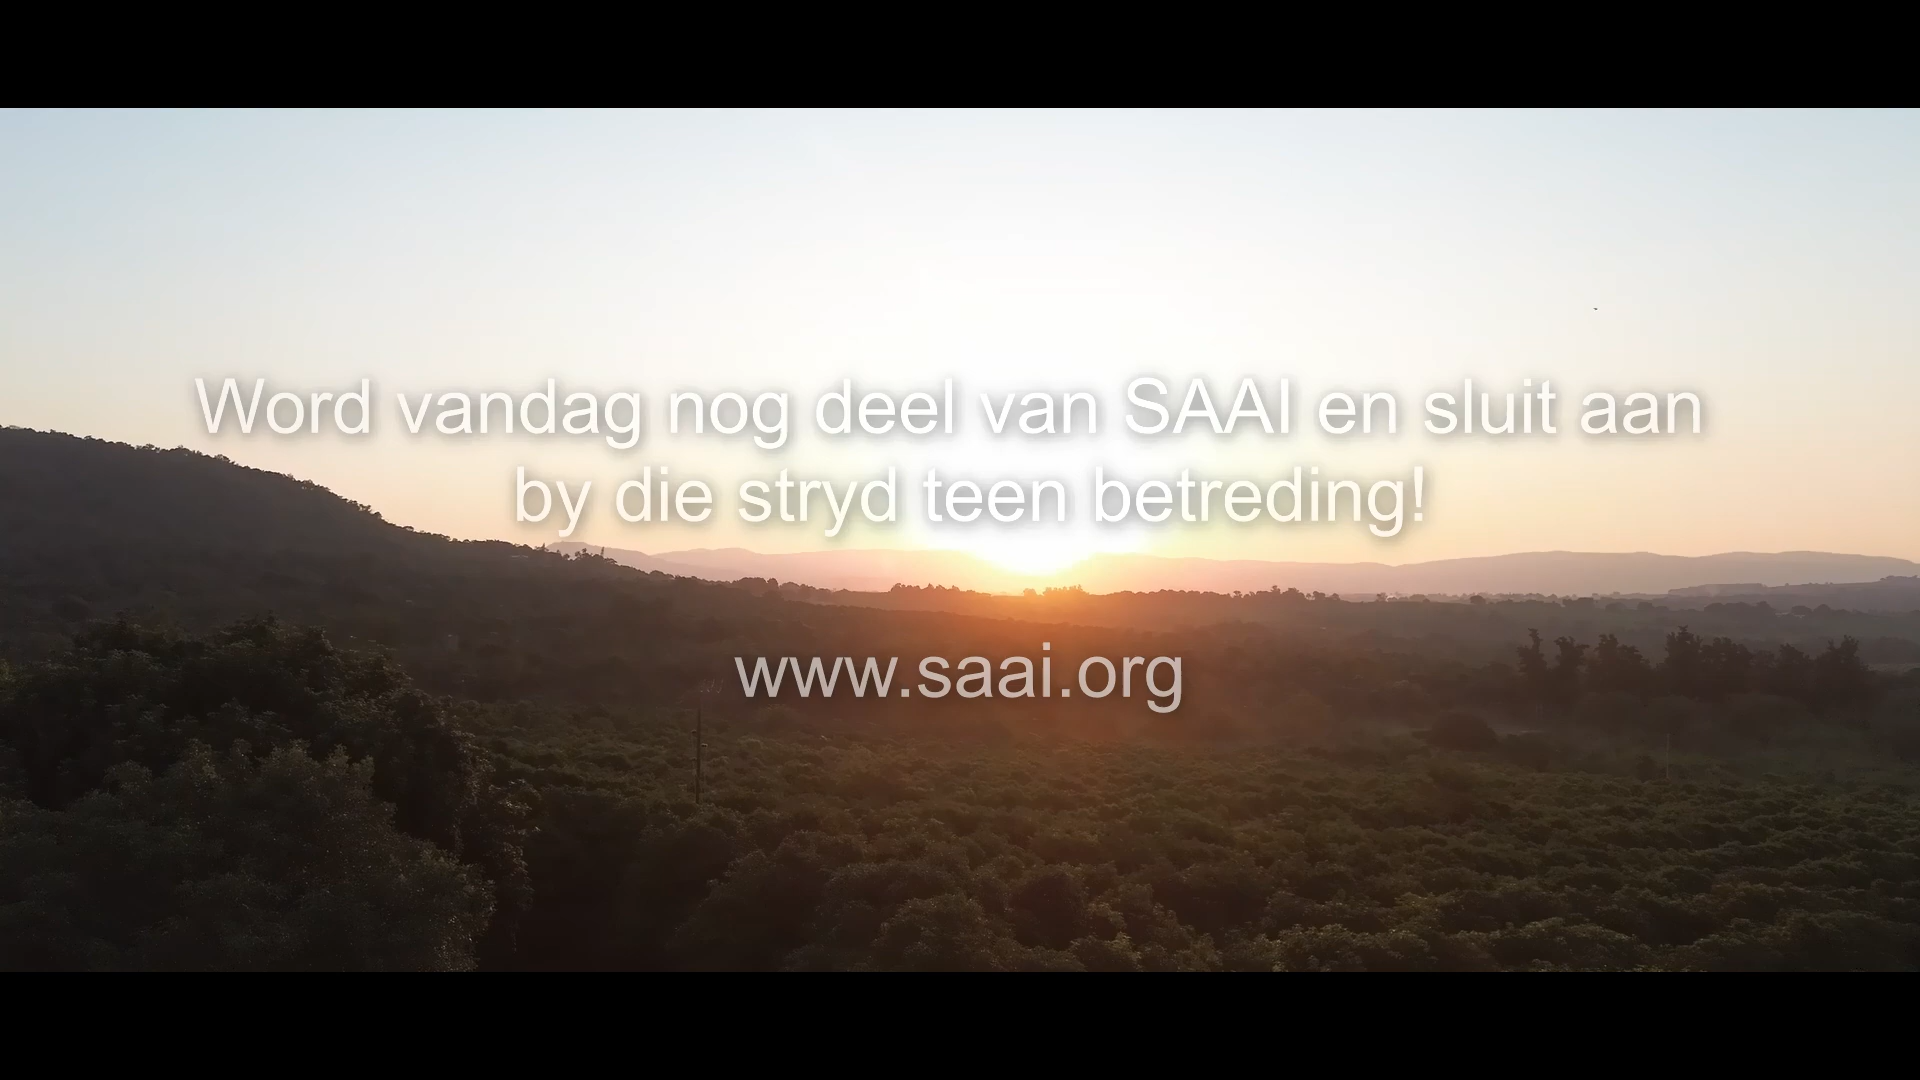 Word vandag nog deel van SAAI en sluit aan
by die stryd teen betreding!
www.saai.org